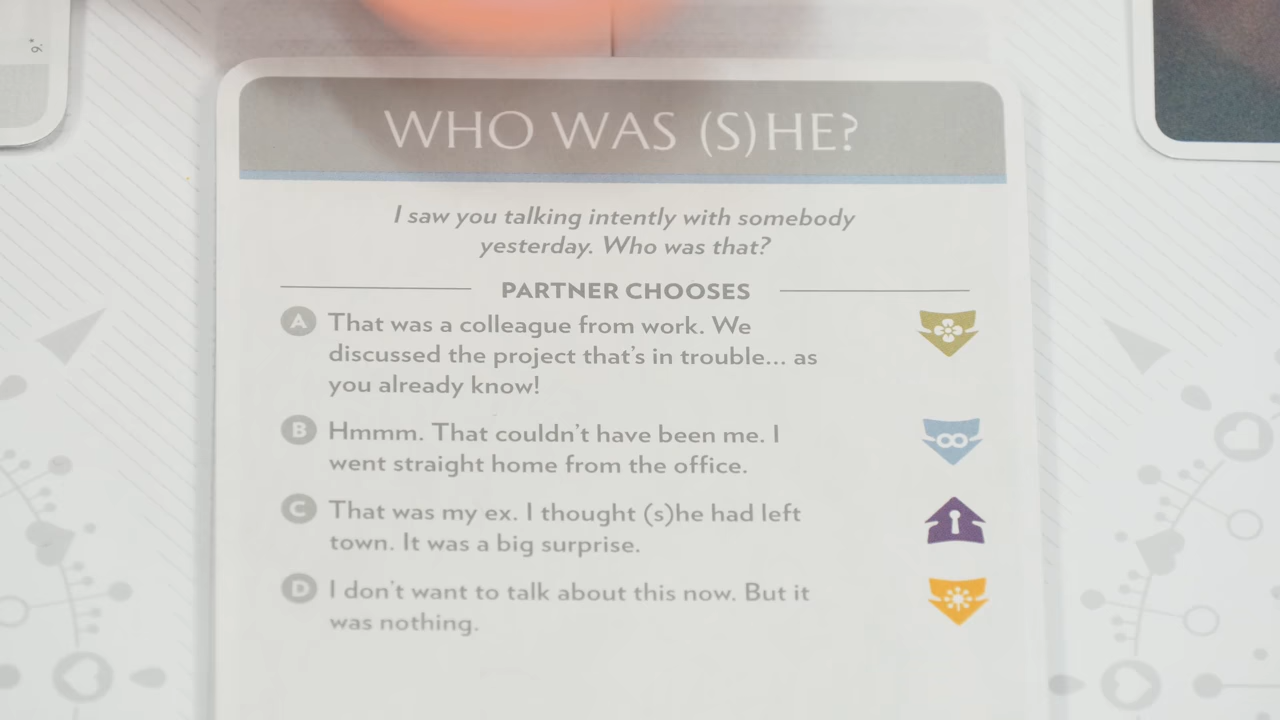 9.*
WHO WAS (S)HE?
I saw you talking intently with somebody
yesterday. Who was that?
PARTNER CHOOSES
A That was a colleague from work. We
discussed the project that's in trouble... as
you already know!
B Hmmm. That couldn't have been me. I
went straight home from the office.
C That was my ex. I thought (s)he had left
town. It was a big surprise.
D I don't want to talk about this now. But it
was nothing.